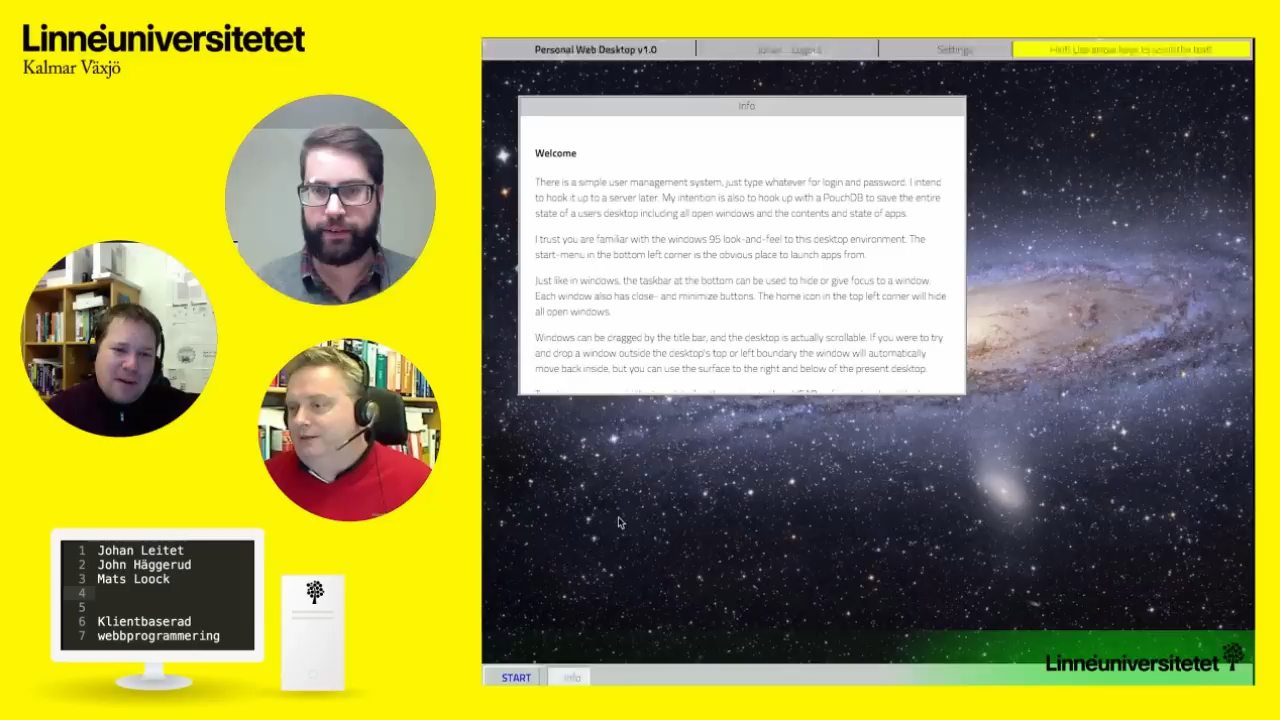 Linnéuniversitetet
Kalmar Växjö
Personal Web Desktop v1.0
Johan - Logout
Settings
Hint! Use arrow keys to scroll the text!
Info
Welcome
There is a simple user management system, just type whatever for login and password. I intend
to hook it up to a server later. My intention is also to hook up with a PouchDB to save the entire
state of a users desktop including all open windows and the contents and state of apps.
I trust you are familiar with the windows 95 look-and-feel to this desktop environment. The
start-menu in the bottom left corner is the obvious place to launch apps from.
Just like in windows, the taskbar at the bottom can be used to hide or give focus to a window.
Each window also has close- and minimize buttons. The home icon in the top left corner will hide
all open windows.
Windows can be dragged by the title bar, and the desktop is actually scrollable. If you were to try
and drop a window outside the desktop's top or left boundary the window will automatically
move back inside, but you can use the surface to the right and below of the present desktop.
1 Johan Leitet
2 John Häggerud
3 Mats Loock
4
5
6 Klientbaserad
7 webbprogrammering
Linnéuniversitetet
START
Info